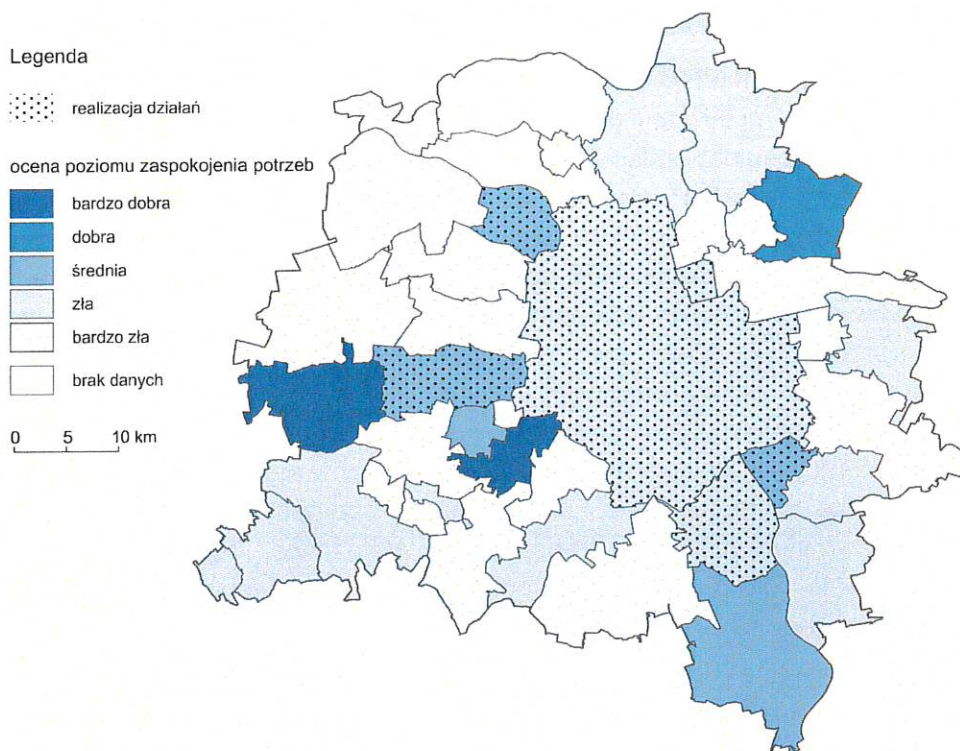 Legenda
realizacja działań
ocena poziomu zaspokojenia potrzeb
bardzo dobra
dobra
średnia
zła
bardzo zła
brak danych
0 5 10 km